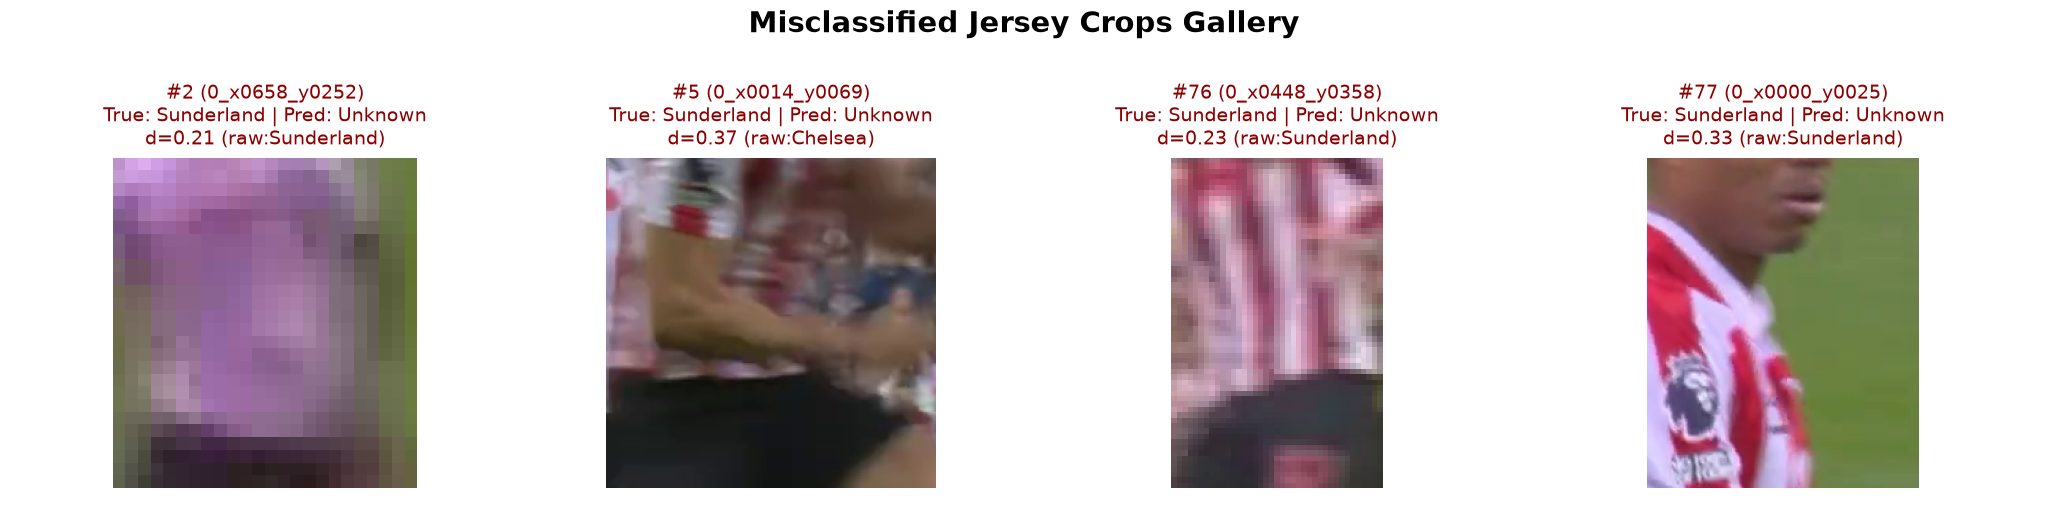 Misclassified Jersey Crops Gallery
#2 (0_x0658_y0252)
True: Sunderland | Pred: Unknown
d=0.21 (raw:Sunderland)
#5 (0_x0014_y0069)
True: Sunderland | Pred: Unknown
d=0.37 (raw:Chelsea)
#76 (0_x0448_y0358)
True: Sunderland | Pred: Unknown
d=0.23 (raw:Sunderland)
#77 (0_x0000_y0025)
True: Sunderland | Pred: Unknown
d=0.33 (raw:Sunderland)